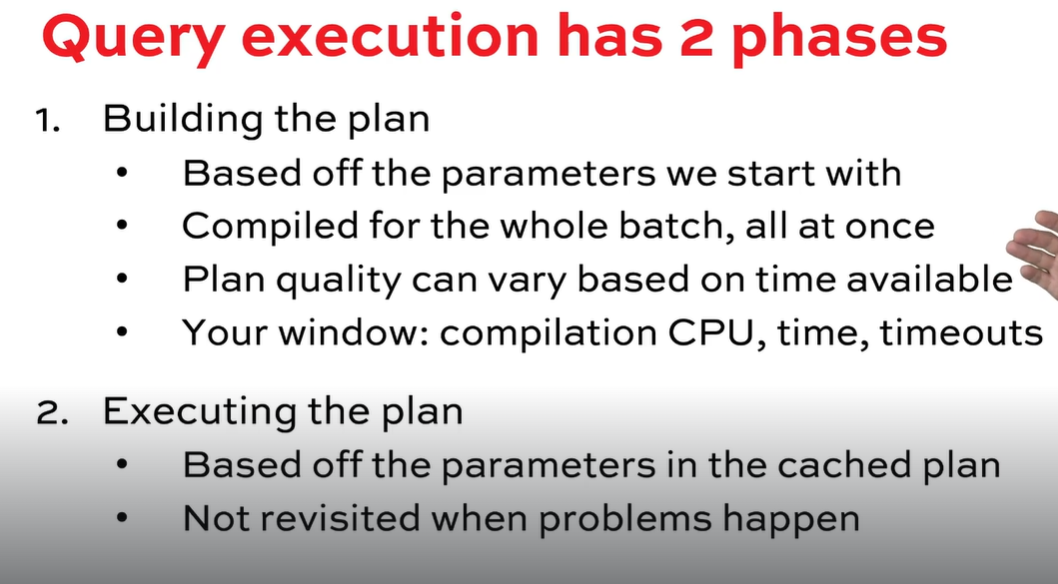 Query execution has 2 phases
1. Building the plan
• Based off the parameters we start with
• Compiled for the whole batch, all at once
• Plan quality can vary based on time available
• Your window: compilation CPU, time, timeouts
2. Executing the plan
• Based off the parameters in the cached plan
• Not revisited when problems happen